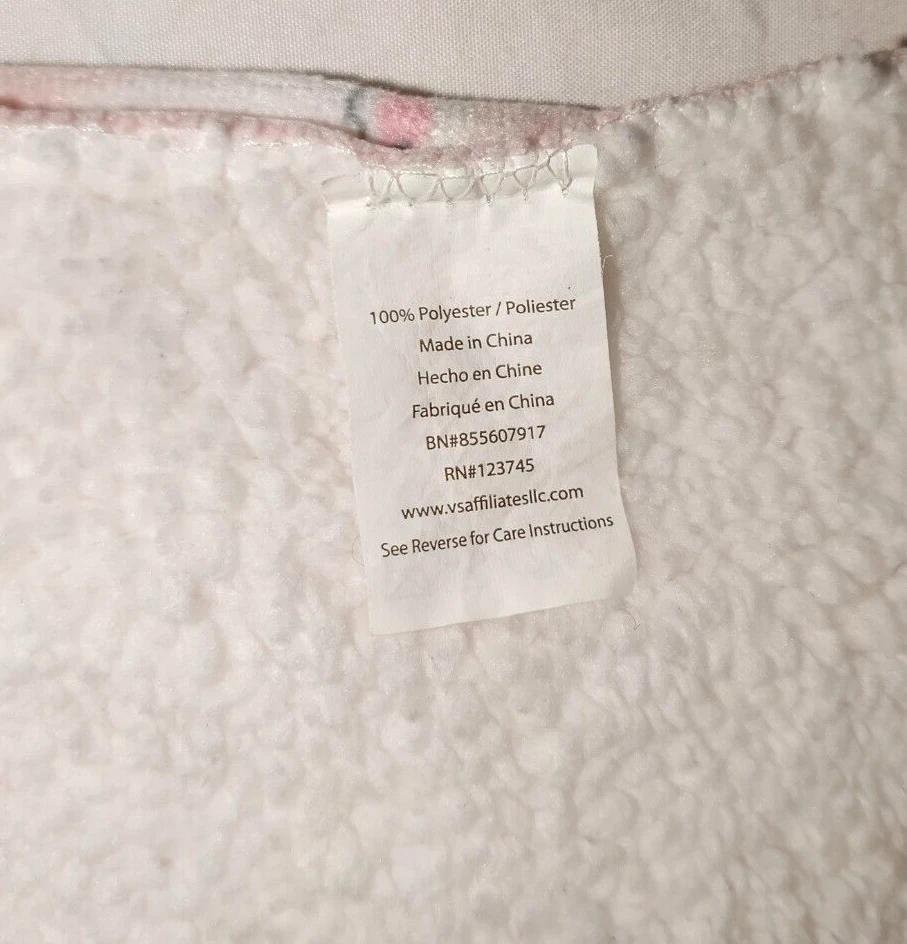 100% Polyester / Poliester
Made in China
Hecho en Chine
Fabriqué en China
BN#855607917
RN#123745
www.vsaffiliatesllc.com
See Reverse for Care Instructions